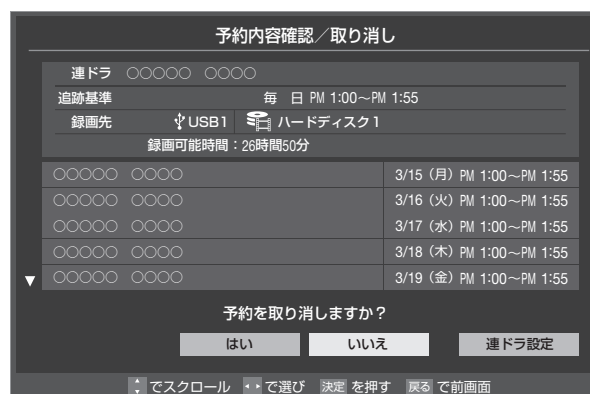 予約内容確認／取り消し
連ドラ ○○○○○ ○○○○
追跡基準 毎 日 PM 1:00～PM 1:55
録画先 USB1 ハードディスク1
録画可能時間：26時間50分
○○○○○ ○○○○ 3/15（月）PM 1:00～PM 1:55
○○○○○ ○○○○ 3/16（火）PM 1:00～PM 1:55
○○○○○ ○○○○ 3/17（水）PM 1:00～PM 1:55
○○○○○ ○○○○ 3/18（木）PM 1:00～PM 1:55
○○○○○ ○○○○ 3/19（金）PM 1:00～PM 1:55
予約を取り消しますか？
はい いいえ 連ドラ設定
でスクロール で選び 決定 を押す 戻る で前画面